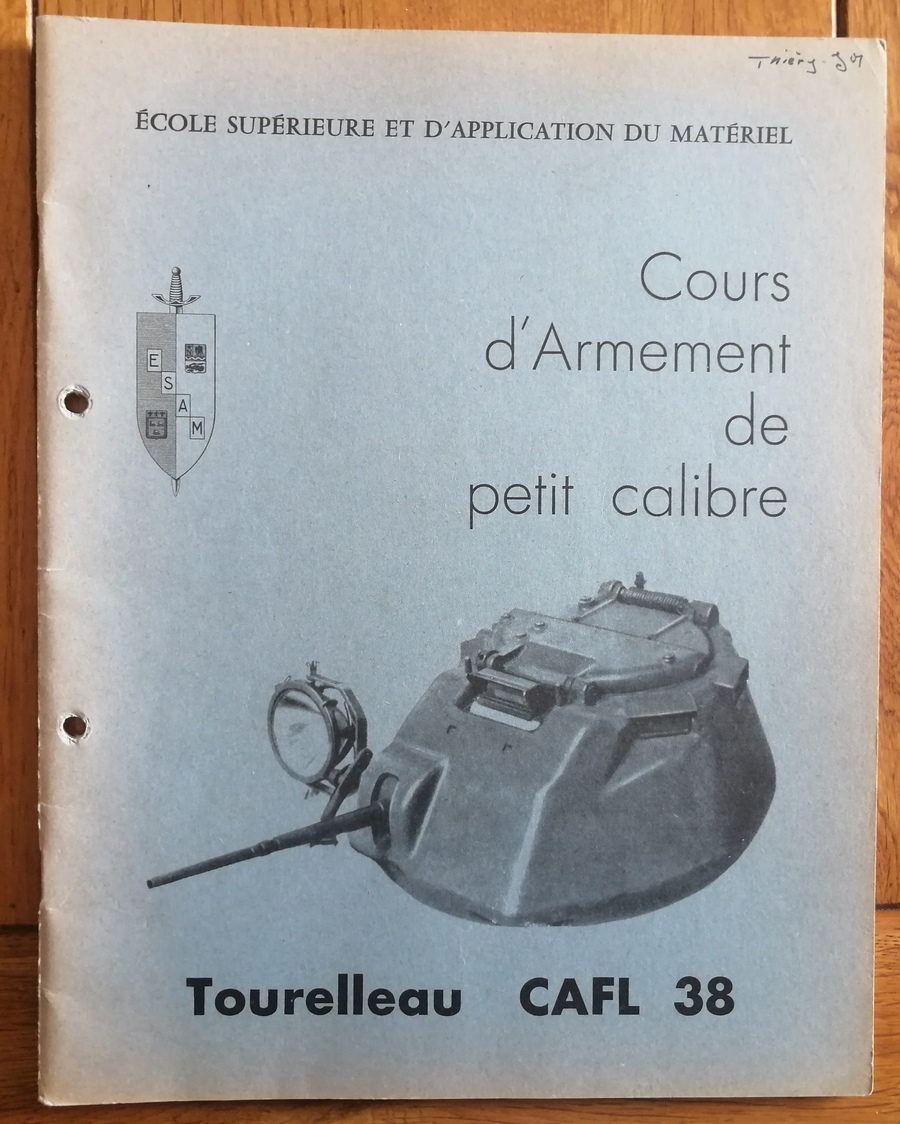 ÉCOLE SUPÉRIEURE ET D'APPLICATION DU MATÉRIEL
Cours
d'Armement
de
petit calibre
E
S
A
M
Tourelleau CAFL 38